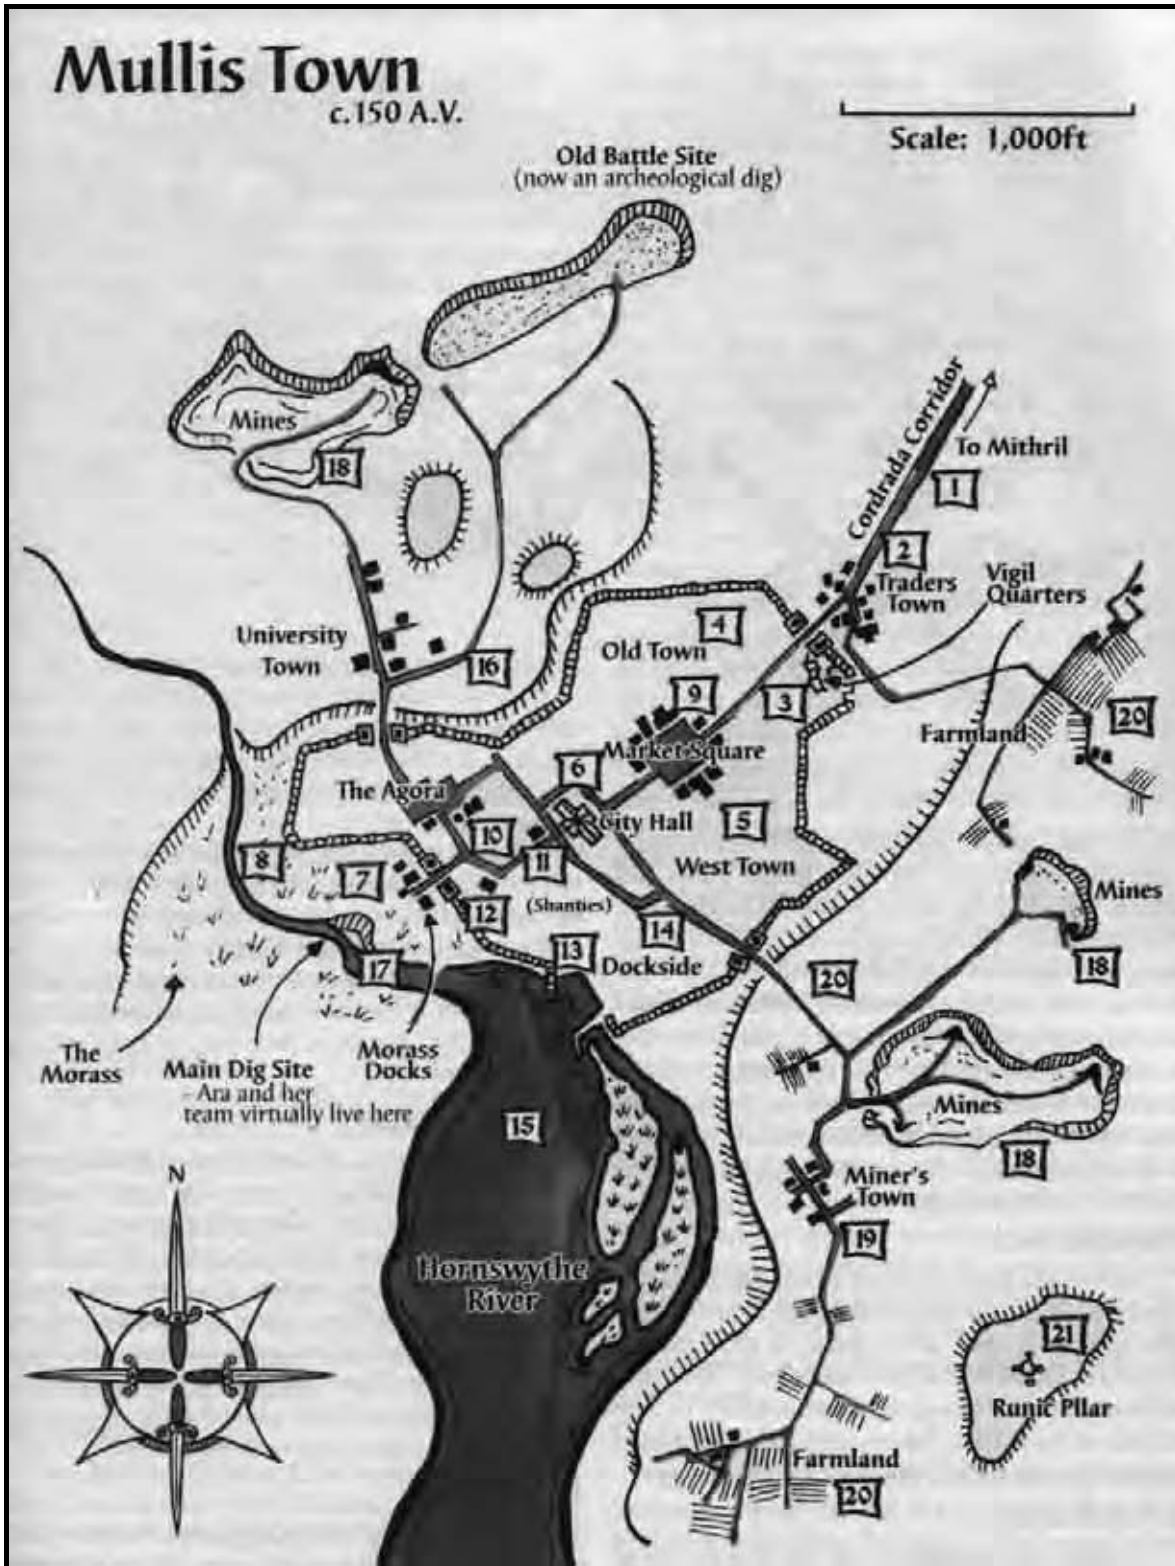 Mullis Town
c.150 A.V.
Scale: 1,000ft
Old Battle Site
(now an archeological dig)
Mines
18
Cordrada Corridor
To Mithril
1
2
Traders
Town
Vigil
Quarters
University
Town
16
4
Old Town
9
3
20
Farmland
Market Square
6
The Agora
City Hall
5
10
11
West Town
8
7
12
(Shanties)
14
Mines
18
13
Dockside
17
20
The
Morass
Main Dig Site
- Ara and her
team virtually live here
Morass
Docks
15
Mines
18
N
Miner's
Town
19
Hornswythe
River
21
Runic Pllar
Farmland
20